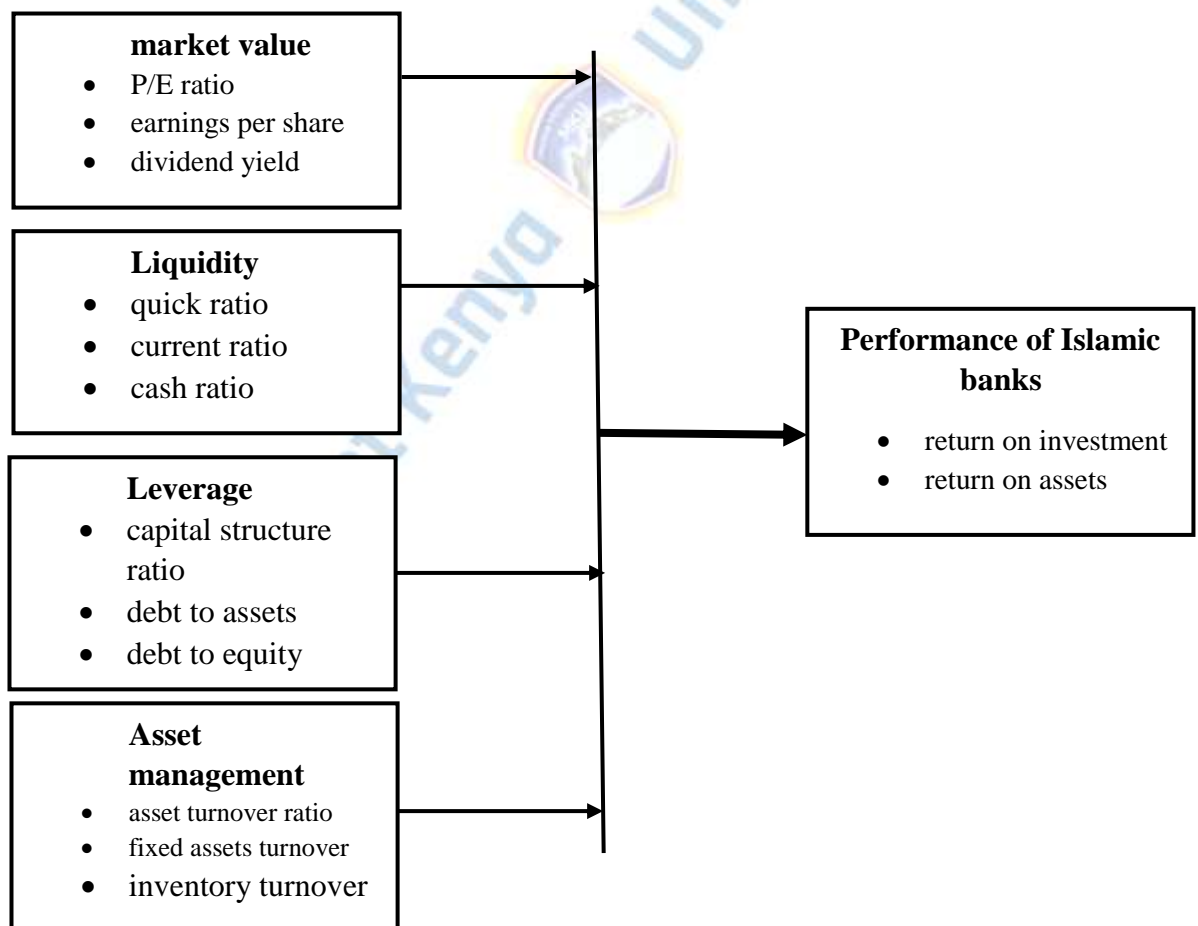 market value
• P/E ratio
• earnings per share
• dividend yield
Liquidity
• quick ratio
• current ratio
• cash ratio
Leverage
• capital structure
ratio
• debt to assets
• debt to equity
Asset
management
• asset turnover ratio
• fixed assets turnover
• inventory turnover
Performance of Islamic
banks
• return on investment
• return on assets
Kenya